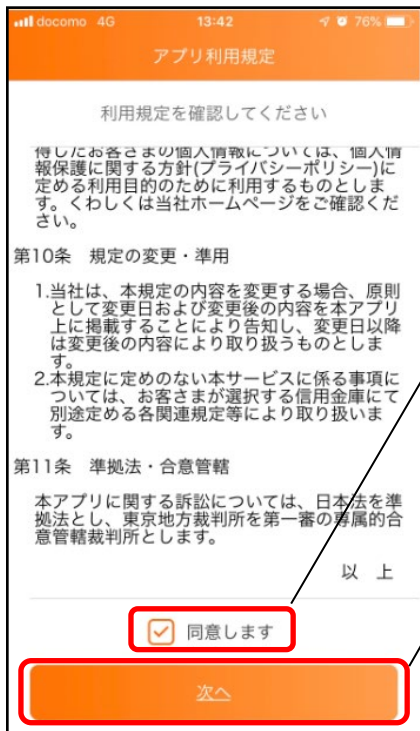 docomo 4G 13:42 76%
アプリ利用規定
利用規定を確認してください
得したお客さまの個人情報については、個人情
報保護に関する方針(プライバシーポリシー)に
定める利用目的のために利用するものとしま
す。くわしくは当社ホームページをご確認くだ
さい。
第10条 規定の変更・準用
1.当社は、本規定の内容を変更する場合、原則
として変更日および変更後の内容を本アプリ
上に掲載することにより告知し、変更日以降
は変更後の内容により取り扱うものとしま
す。
2.本規定に定めのない本サービスに係る事項に
ついては、お客さまが選択する信用金庫にて
別途定める各関連規定等により取り扱いま
す。
第11条 準拠法・合意管轄
本アプリに関する訴訟については、日本法を準
拠法とし、東京地方裁判所を第一審の専属的合
意管轄裁判所とします。
以 上
同意します
次へ